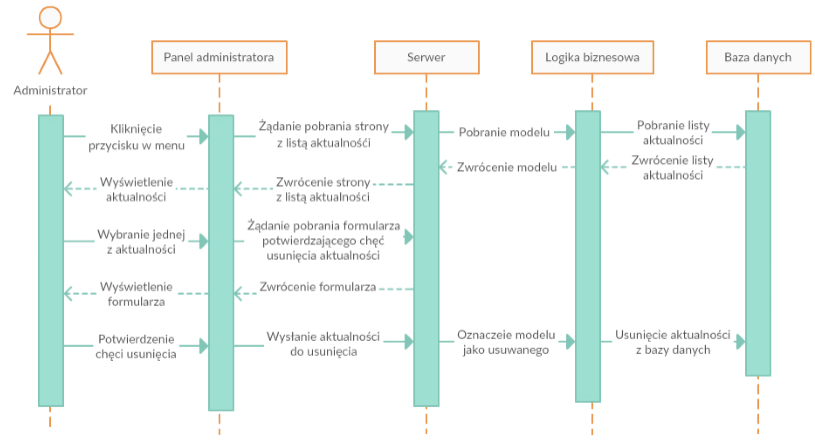 Administrator
Panel administratora
Serwer
Logika biznesowa
Baza danych
Kliknięcie
przycisku w menu
Żądanie pobrania strony
z listą aktualnośći
Pobranie modelu
Pobranie listy
aktualności
Zwrócenie listy
aktualności
Zwrócenie modelu
Zwrócenie strony
z listą aktualności
Wyświetlenie
aktualności
Wybranie jednej
z aktualności
Żądanie pobrania formularza
potwierdzającego chęć
usunięcia aktualności
Zwrócenie formularza
Wyświetlenie
formularza
Potwierdzenie
chęci usunięcia
Wysłanie aktualności
do usunięcia
Oznaczeie modelu
jako usuwanego
Usunięcie aktualności
z bazy danych